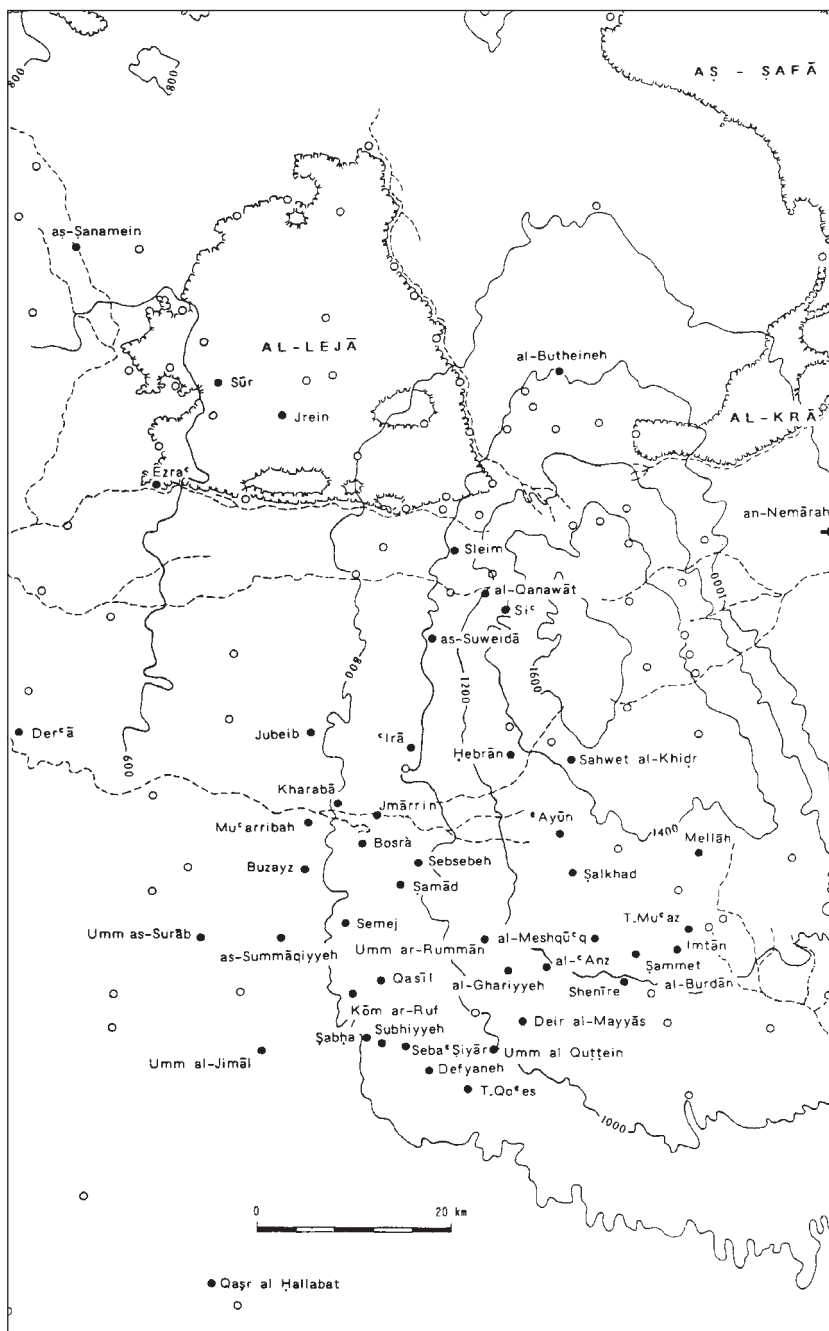 800
800
AṢ - ṢAFĀ
aṣ-Ṣanamein
AL-LEJĀ
al-Butheineh
Sūr
Jrein
AL-KRĀ
Ezraᶜ
an-Nemārah
Sleim
al-Qanawāt
Siᶜ
1000
as-Suweidā
800
1200
1600
Derᶜā
600
Jubeib
ᶜIrā
Ḥebrān
Sahwet al-Khiḍr
Kharabā
Jmārrin
Muᶜarribah
ᶜAyūn
1400
Bosrà
Mellāḥ
Sebsebeh
Buzayz
Ṣalkhad
Ṣamād
Semej
T.Muᶜaz
Umm as-Surāb
as-Summāqiyyeh
Umm ar-Rummān
al-Meshqūᶜq
Imtān
Ṣammet
al-ᶜAnz
al-Ghariyyeh
Qasīl
Shenīre
al-Burdān
Kōm ar-Ruf
Deir al-Mayyās
Subhiyyeh
Ṣabḥa
Sebaᶜ Ṣiyār
Umm al Quṭṭein
Umm al-Jimāl
Defyaneh
T.Qoᶜes
1000
0 20 km
Qaṣr al Ḥallabat